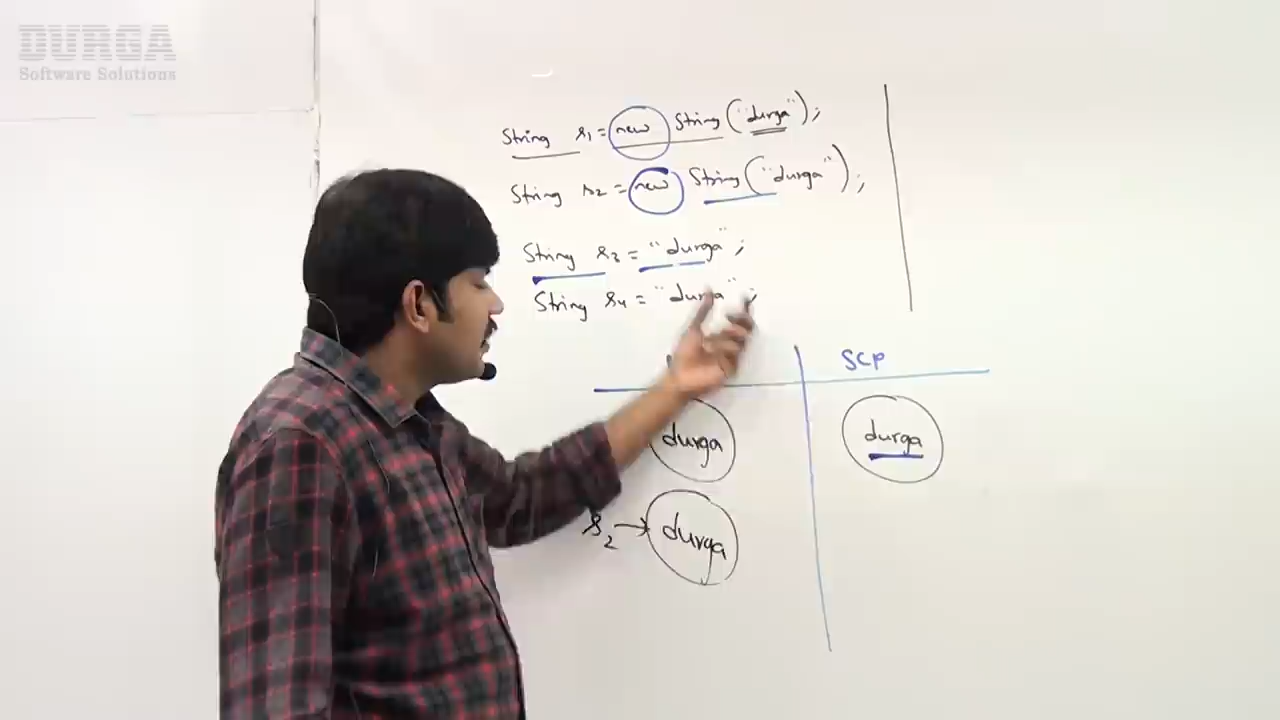 DURGA
Software Solutions
String s1 = new String("durga");
String s2 = new String("durga");
String s3 = "durga";
String s4 = "durga";
SCP
durga
durga
s2 → durga